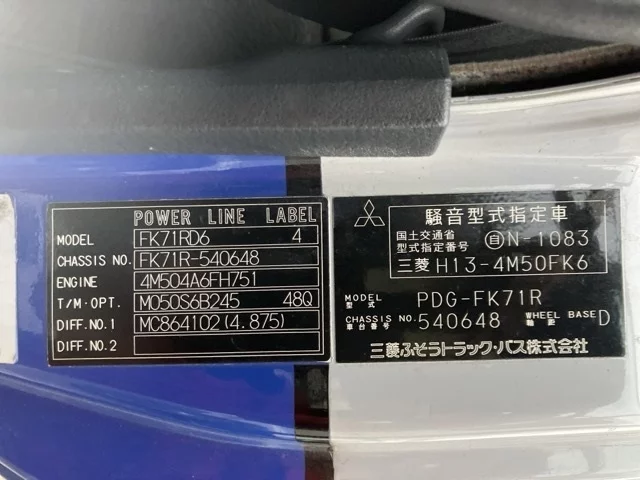 POWER LINE LABEL
MODEL FK71RD6 4
CHASSIS NO. FK71R-540648
ENGINE 4M504A6FH751
T/M·OPT. M050S6B245 48Q
DIFF.NO.1 MC864102(4.875)
DIFF.NO.2
騒音型式指定車
国土交通省
型式指定番号 自N-1083
三菱 H13-4M50FK6
MODEL
型式 PDG-FK71R
CHASSIS NO.
車台番号 540648 WHEEL BASE
軸距 D
三菱ふそうトラック・バス株式会社